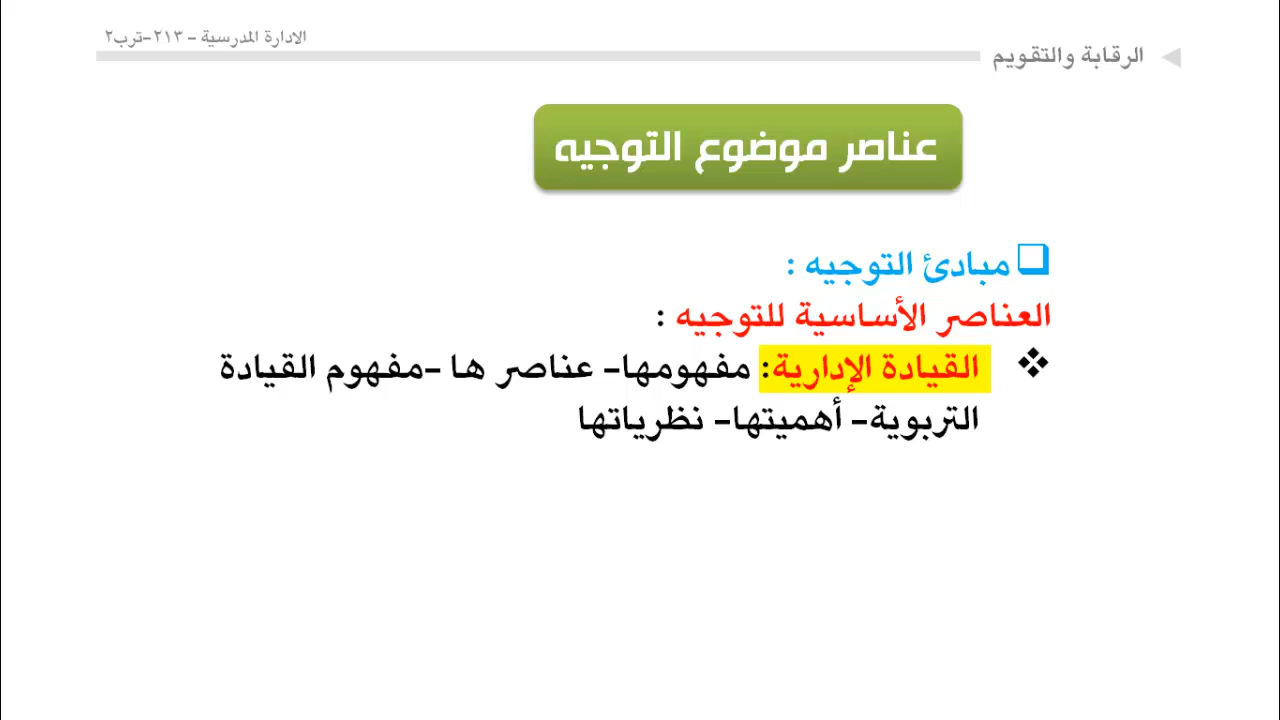 الادارة المدرسية - ٢١٣-ترب٢
الرقابة والتقويم
عناصر موضوع التوجيه
مبادئ التوجيه :
العناصر الأساسية للتوجيه :
القيادة الإدارية: مفهومها- عناصر ها -مفهوم القيادة
التربوية- أهميتها- نظرياتها